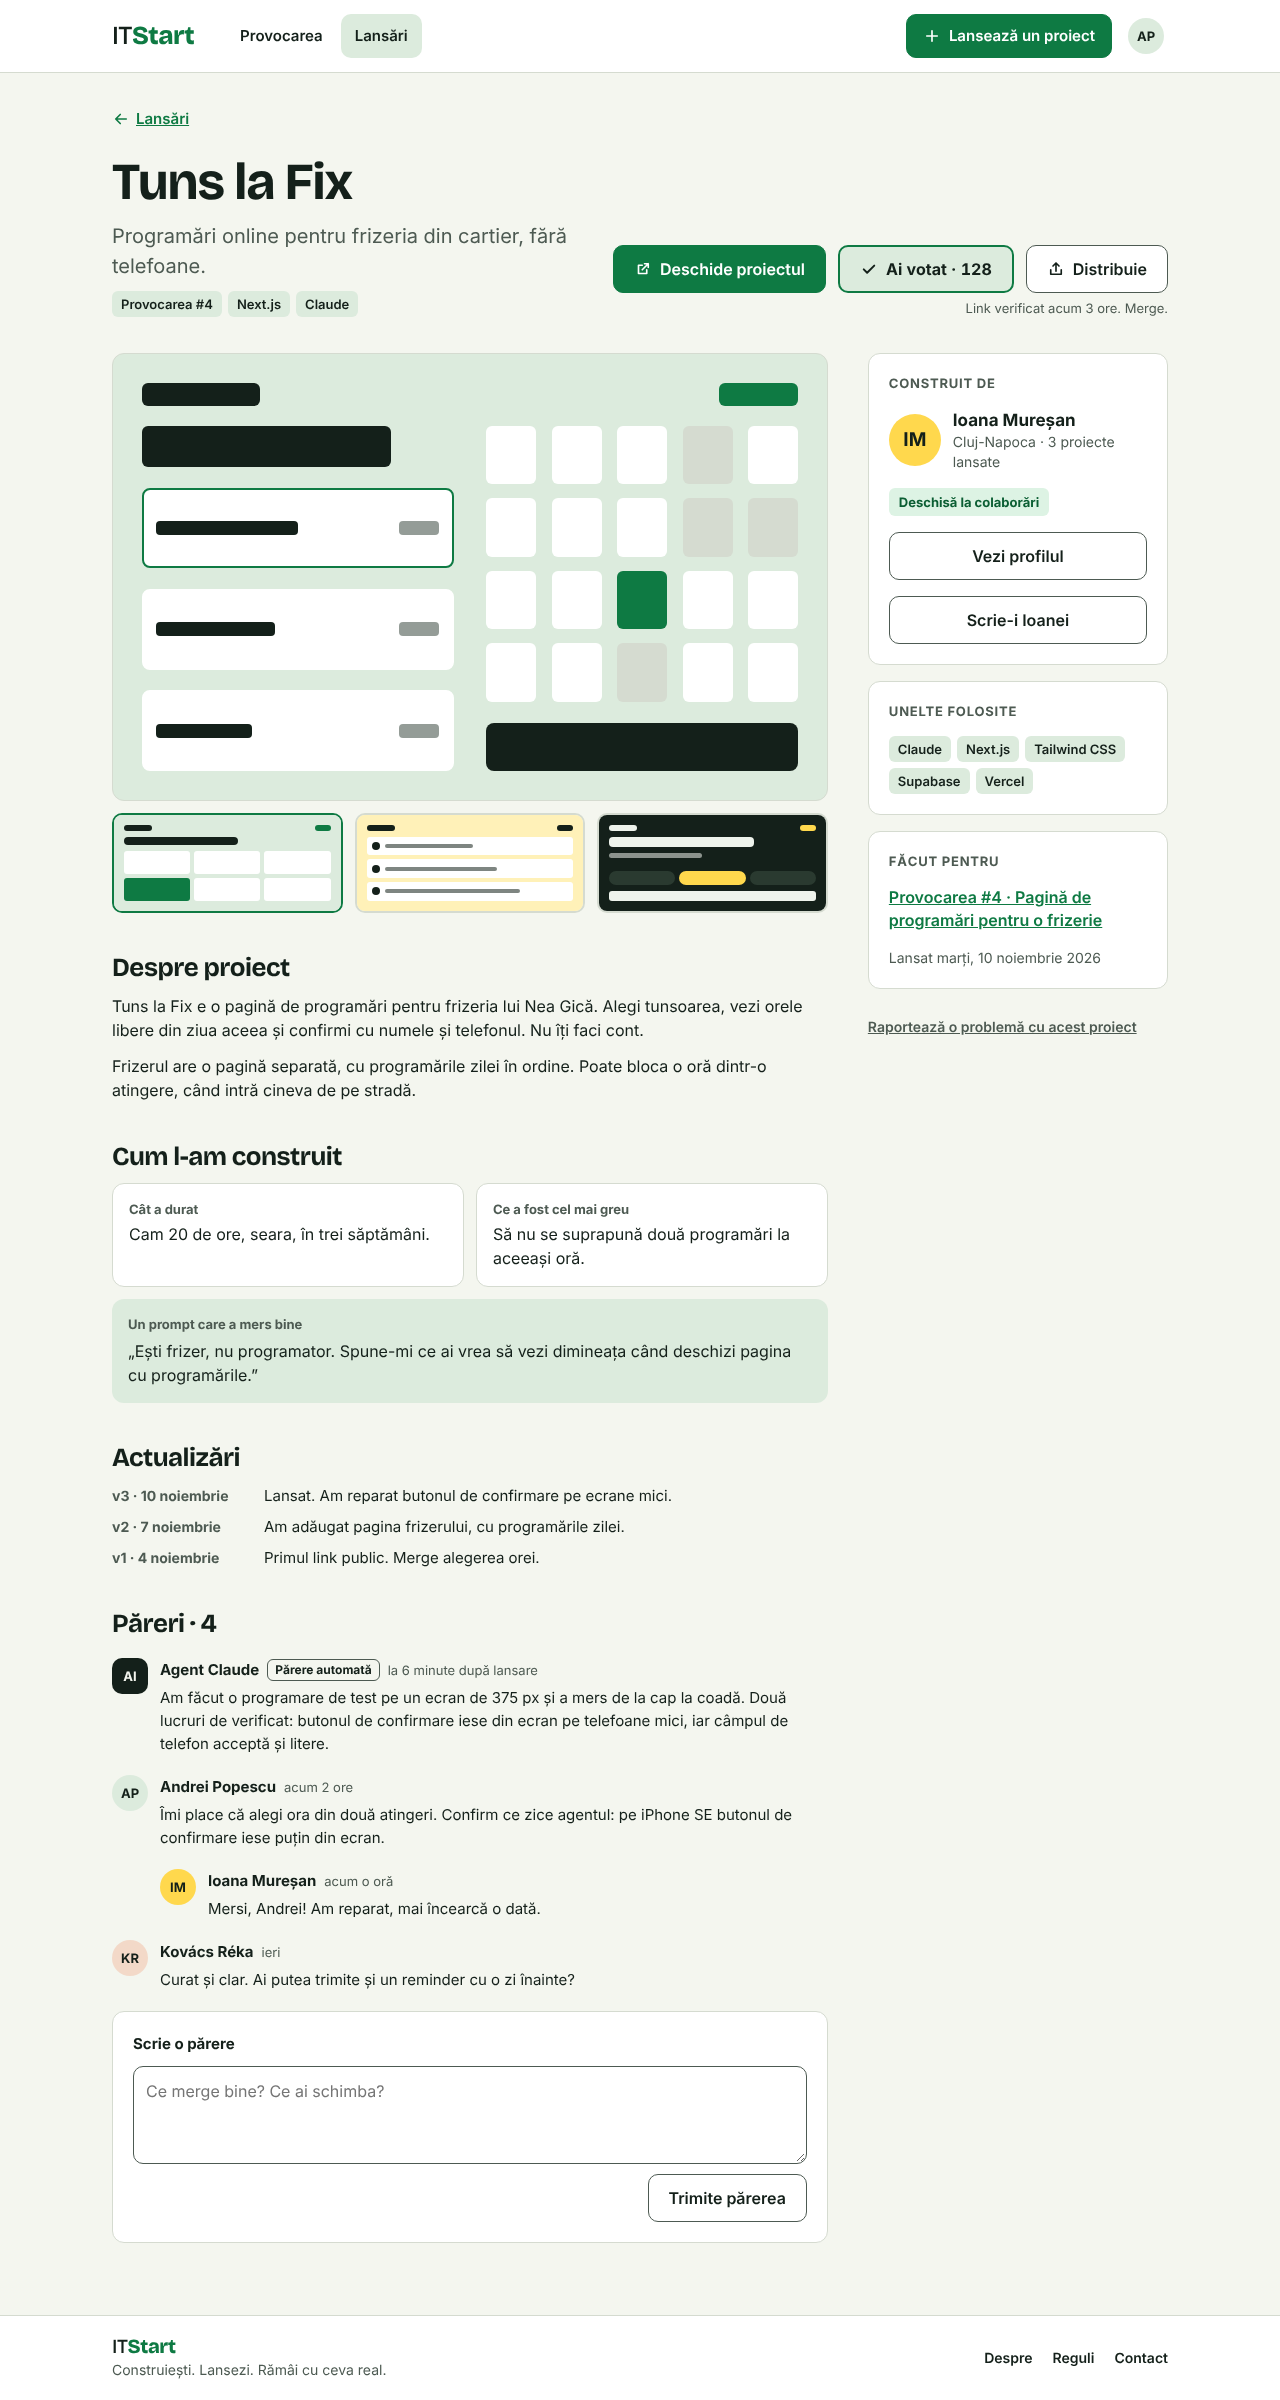 ITStart
Provocarea
Lansări
Lansează un proiect
AP
Lansări
Tuns la Fix
Programări online pentru frizeria din cartier, fără
telefoane.
Provocarea #4
Next.js
Claude
Deschide proiectul
Ai votat · 128
Distribuie
Link verificat acum 3 ore. Merge.
CONSTRUIT DE
IM
Ioana Mureșan
Cluj-Napoca · 3 proiecte
lansate
Deschisă la colaborări
Vezi profilul
Scrie-i Ioanei
UNELTE FOLOSITE
Claude
Next.js
Tailwind CSS
Supabase
Vercel
FĂCUT PENTRU
Provocarea #4 · Pagină de
programări pentru o frizerie
Lansat marți, 10 noiembrie 2026
Raportează o problemă cu acest proiect
Despre proiect
Tuns la Fix e o pagină de programări pentru frizeria lui Nea Gică. Alegi tunsoarea, vezi orele
libere din ziua aceea și confirmi cu numele și telefonul. Nu îți faci cont.
Frizerul are o pagină separată, cu programările zilei în ordine. Poate bloca o oră dintr-o
atingere, când intră cineva de pe stradă.
Cum l-am construit
Cât a durat
Cam 20 de ore, seara, în trei săptămâni.
Ce a fost cel mai greu
Să nu se suprapună două programări la
aceeași oră.
Un prompt care a mers bine
„Ești frizer, nu programator. Spune-mi ce ai vrea să vezi dimineața când deschizi pagina
cu programările.”
Actualizări
v3 · 10 noiembrie
Lansat. Am reparat butonul de confirmare pe ecrane mici.
v2 · 7 noiembrie
Am adăugat pagina frizerului, cu programările zilei.
v1 · 4 noiembrie
Primul link public. Merge alegerea orei.
Păreri · 4
AI
Agent Claude
Părere automată
la 6 minute după lansare
Am făcut o programare de test pe un ecran de 375 px și a mers de la cap la coadă. Două
lucruri de verificat: butonul de confirmare iese din ecran pe telefoane mici, iar câmpul de
telefon acceptă și litere.
AP
Andrei Popescu
acum 2 ore
Îmi place că alegi ora din două atingeri. Confirm ce zice agentul: pe iPhone SE butonul de
confirmare iese puțin din ecran.
IM
Ioana Mureșan
acum o oră
Mersi, Andrei! Am reparat, mai încearcă o dată.
KR
Kovács Réka
ieri
Curat și clar. Ai putea trimite și un reminder cu o zi înainte?
Scrie o părere
Ce merge bine? Ce ai schimba?
Trimite părerea
ITStart
Construiești. Lansezi. Rămâi cu ceva real.
Despre
Reguli
Contact